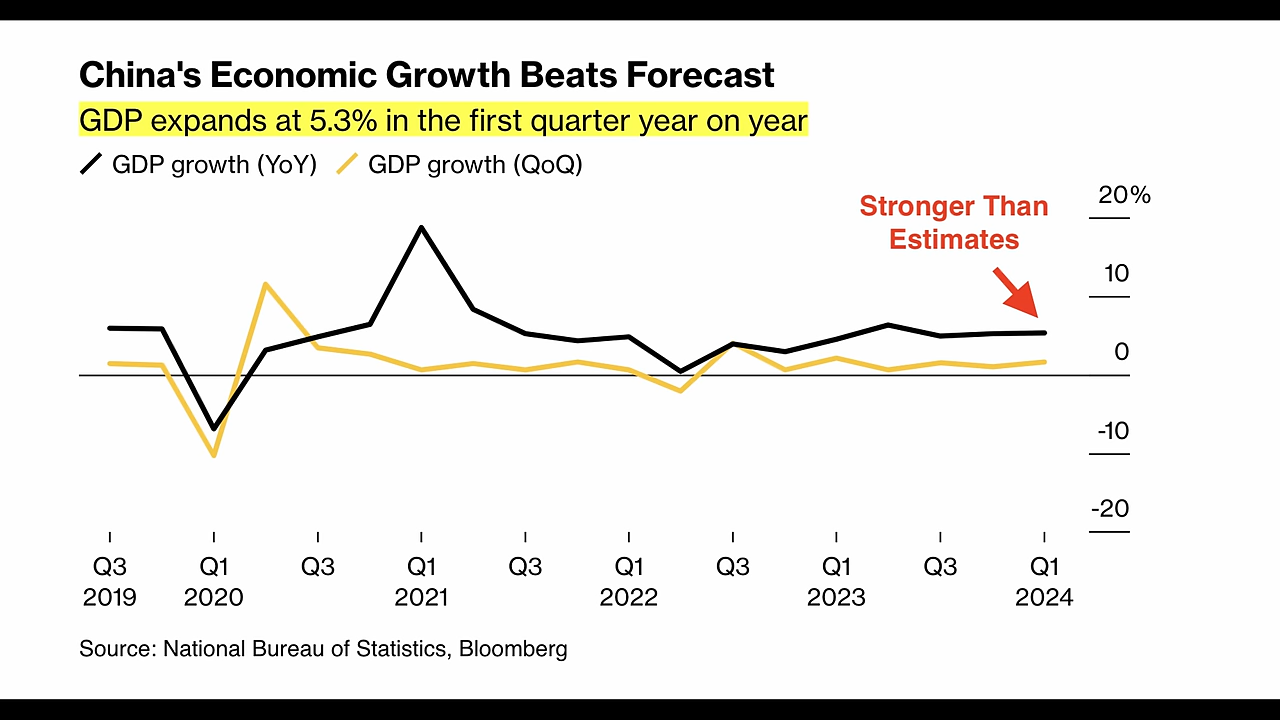 China's Economic Growth Beats Forecast
GDP expands at 5.3% in the first quarter year on year
GDP growth (YoY) GDP growth (QoQ)
Stronger Than
Estimates
20%
10
0
-10
-20
Q3 Q1 Q3 Q1 Q3 Q1 Q3 Q1 Q3 Q1
2019 2020 2021 2022 2023 2024
Source: National Bureau of Statistics, Bloomberg